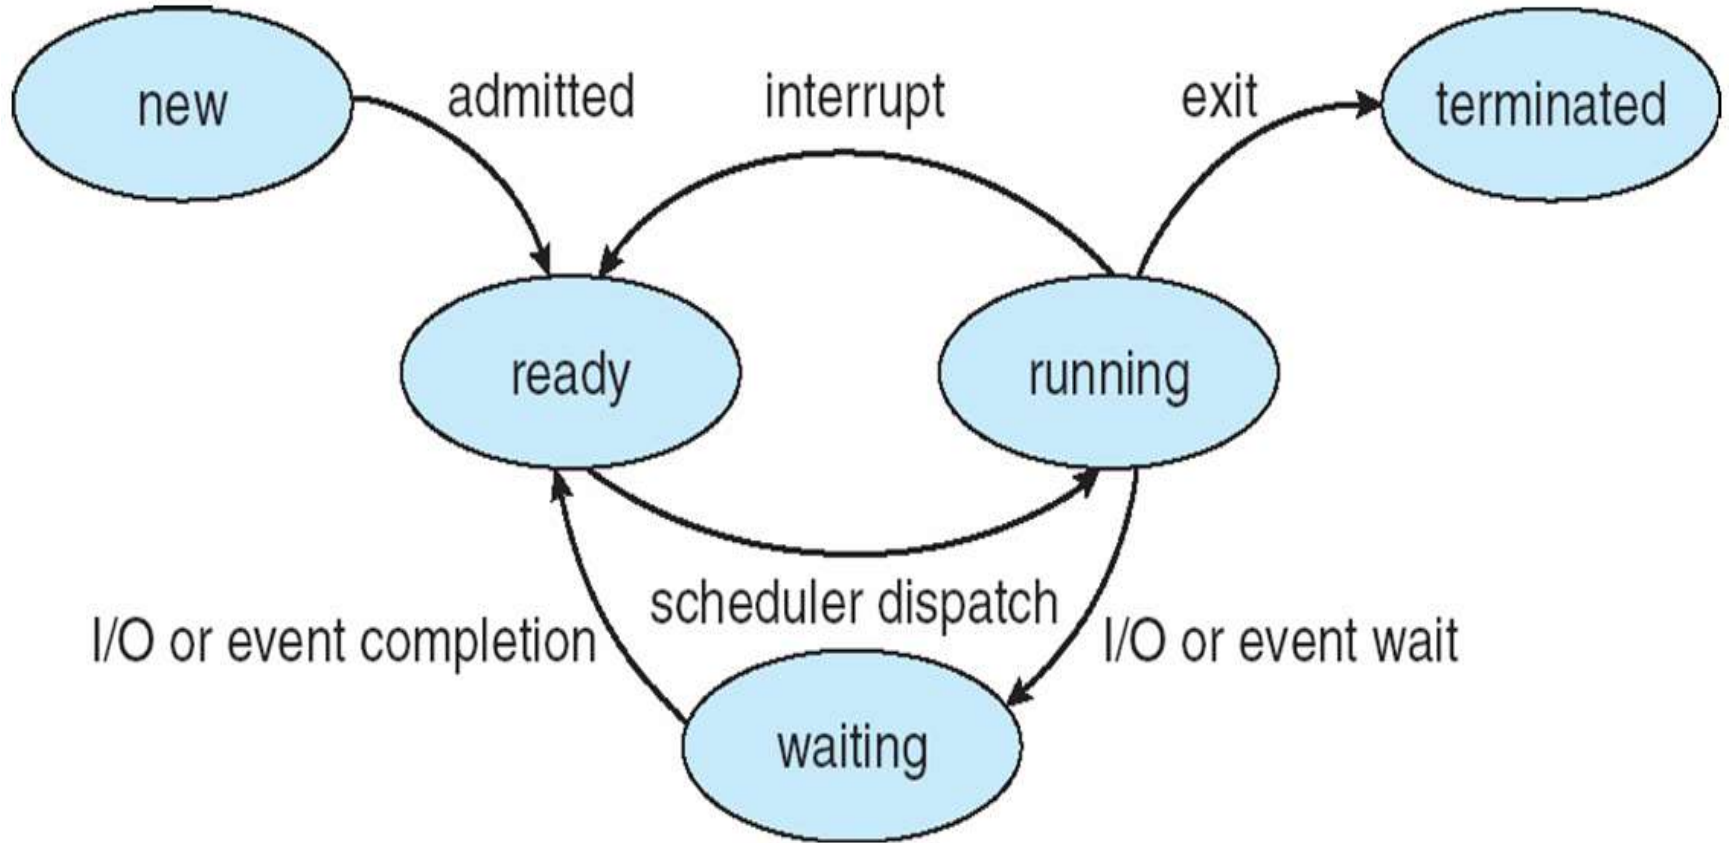 new
admitted
interrupt
exit
terminated
ready
running
scheduler dispatch
I/O or event completion
I/O or event wait
waiting